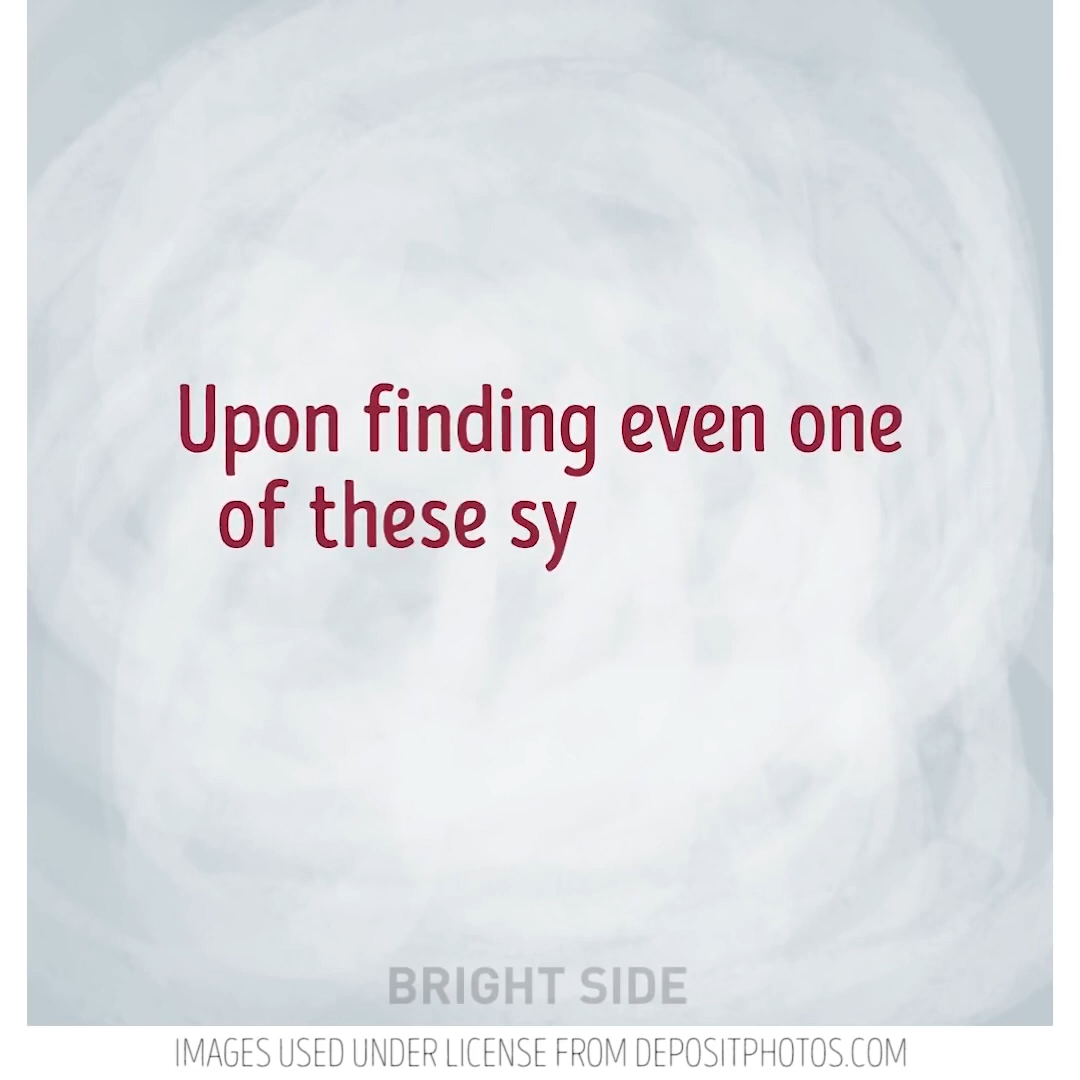 Upon finding even one
of these sy
BRIGHT SIDE
IMAGES USED UNDER LICENSE FROM DEPOSITPHOTOS.COM